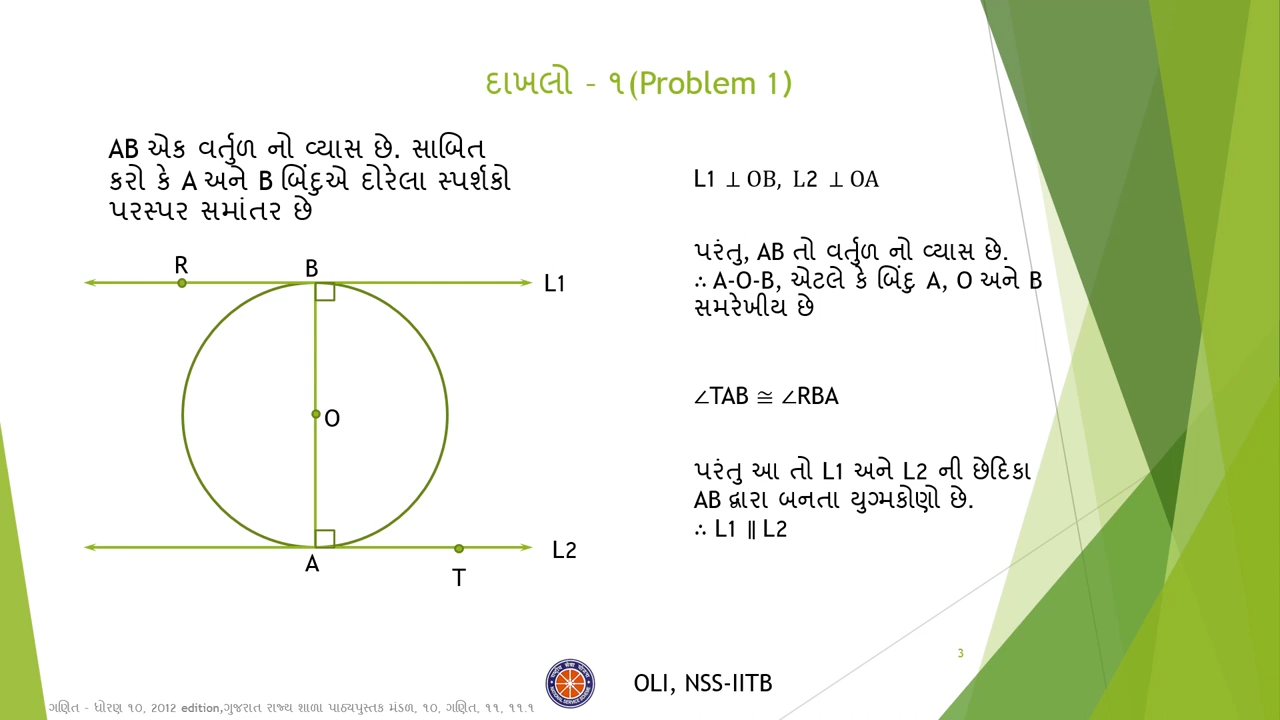 દાખલો - ૧(Problem 1)
AB એક વર્તુળ નો વ્યાસ છે. સાબિત
કરો કે A અને B બિંદુએ દોરેલા સ્પર્શકો
પરસ્પર સમાંતર છે
R
B
L1
O
A
T
L2
L1 ⊥ OB, L2 ⊥ OA
પરંતુ, AB તો વર્તુળ નો વ્યાસ છે.
∴ A-O-B, એટલે કે બિંદુ A, O અને B
સમરેખીય છે
∠TAB ≅ ∠RBA
પરંતુ આ તો L1 અને L2 ની છેદિકા
AB દ્વારા બનતા યુગ્મકોણો છે.
∴ L1 ∥ L2
3
OLI, NSS-IITB
ગણિત - ધોરણ ૧૦, 2012 edition,ગુજરાત રાજ્ય શાળા પાઠ્યપુસ્તક મંડળ, ૧૦, ગણિત, ૧૧, ૧૧.૧